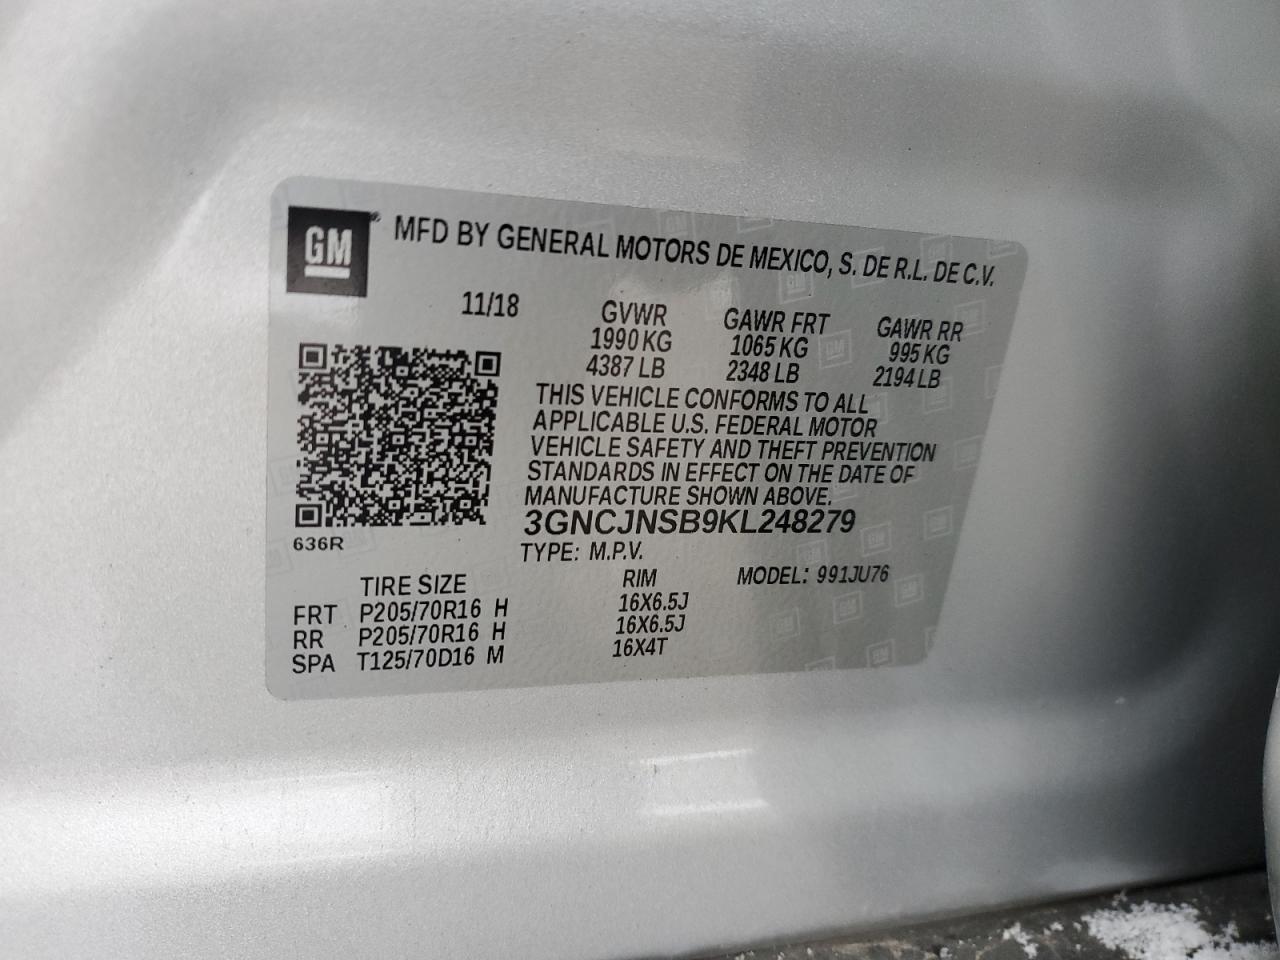 GM ® MFD BY GENERAL MOTORS DE MEXICO, S. DE R.L. DE C.V.
11/18 GVWR GAWR FRT GAWR RR
1990 KG 1065 KG 995 KG
4387 LB 2348 LB 2194 LB
THIS VEHICLE CONFORMS TO ALL
APPLICABLE U.S. FEDERAL MOTOR
VEHICLE SAFETY AND THEFT PREVENTION
STANDARDS IN EFFECT ON THE DATE OF
MANUFACTURE SHOWN ABOVE.
3GNCJNSB9KL248279
636R
TYPE: M.P.V.
TIRE SIZE RIM MODEL: 991JU76
FRT P205/70R16 H 16X6.5J
RR P205/70R16 H 16X6.5J
SPA T125/70D16 M 16X4T